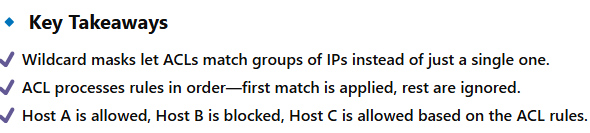 Key Takeaways
Wildcard masks let ACLs match groups of IPs instead of just a single one.
ACL processes rules in order—first match is applied, rest are ignored.
Host A is allowed, Host B is blocked, Host C is allowed based on the ACL rules.